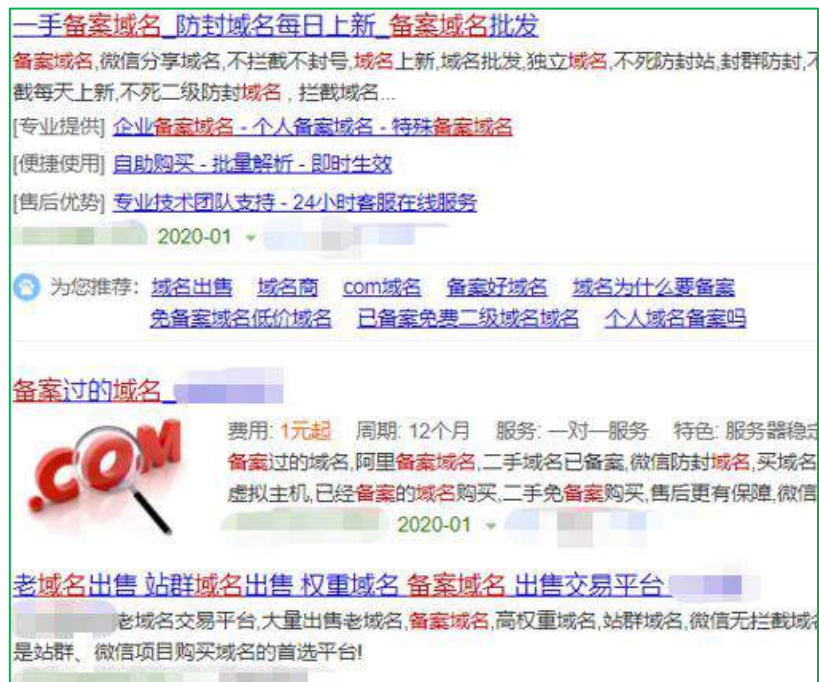 一手备案域名_防封域名每日上新_备案域名批发
备案域名,微信分享域名,不拦截不封号,域名上新,域名批发,独立域名,不死防封站,封群防封,不
截每天上新,不死二级防封域名，拦截域名...
[专业提供] 企业备案域名 - 个人备案域名 - 特殊备案域名
[便捷使用] 自助购买 - 批量解析 - 即时生效
[售后优势] 专业技术团队支持 - 24小时客服在线服务
2020-01
为您推荐: 域名出售 域名商 com域名 备案好域名 域名为什么要备案
免备案域名低价域名 已备案免费二级域名域名 个人域名备案吗
备案过的域名_
.COM
费用: 1元起 周期: 12个月 服务: 一对一服务 特色: 服务器稳定
备案过的域名,阿里备案域名,二手域名已备案,微信防封域名,买域名
虚拟主机,已经备案的域名购买,二手免备案购买,售后更有保障,微信
2020-01
老域名出售 站群域名出售 权重域名 备案域名 出售交易平台
老域名交易平台,大量出售老域名,备案域名,高权重域名,站群域名,微信无拦截域名
是站群、微信项目购买域名的首选平台!